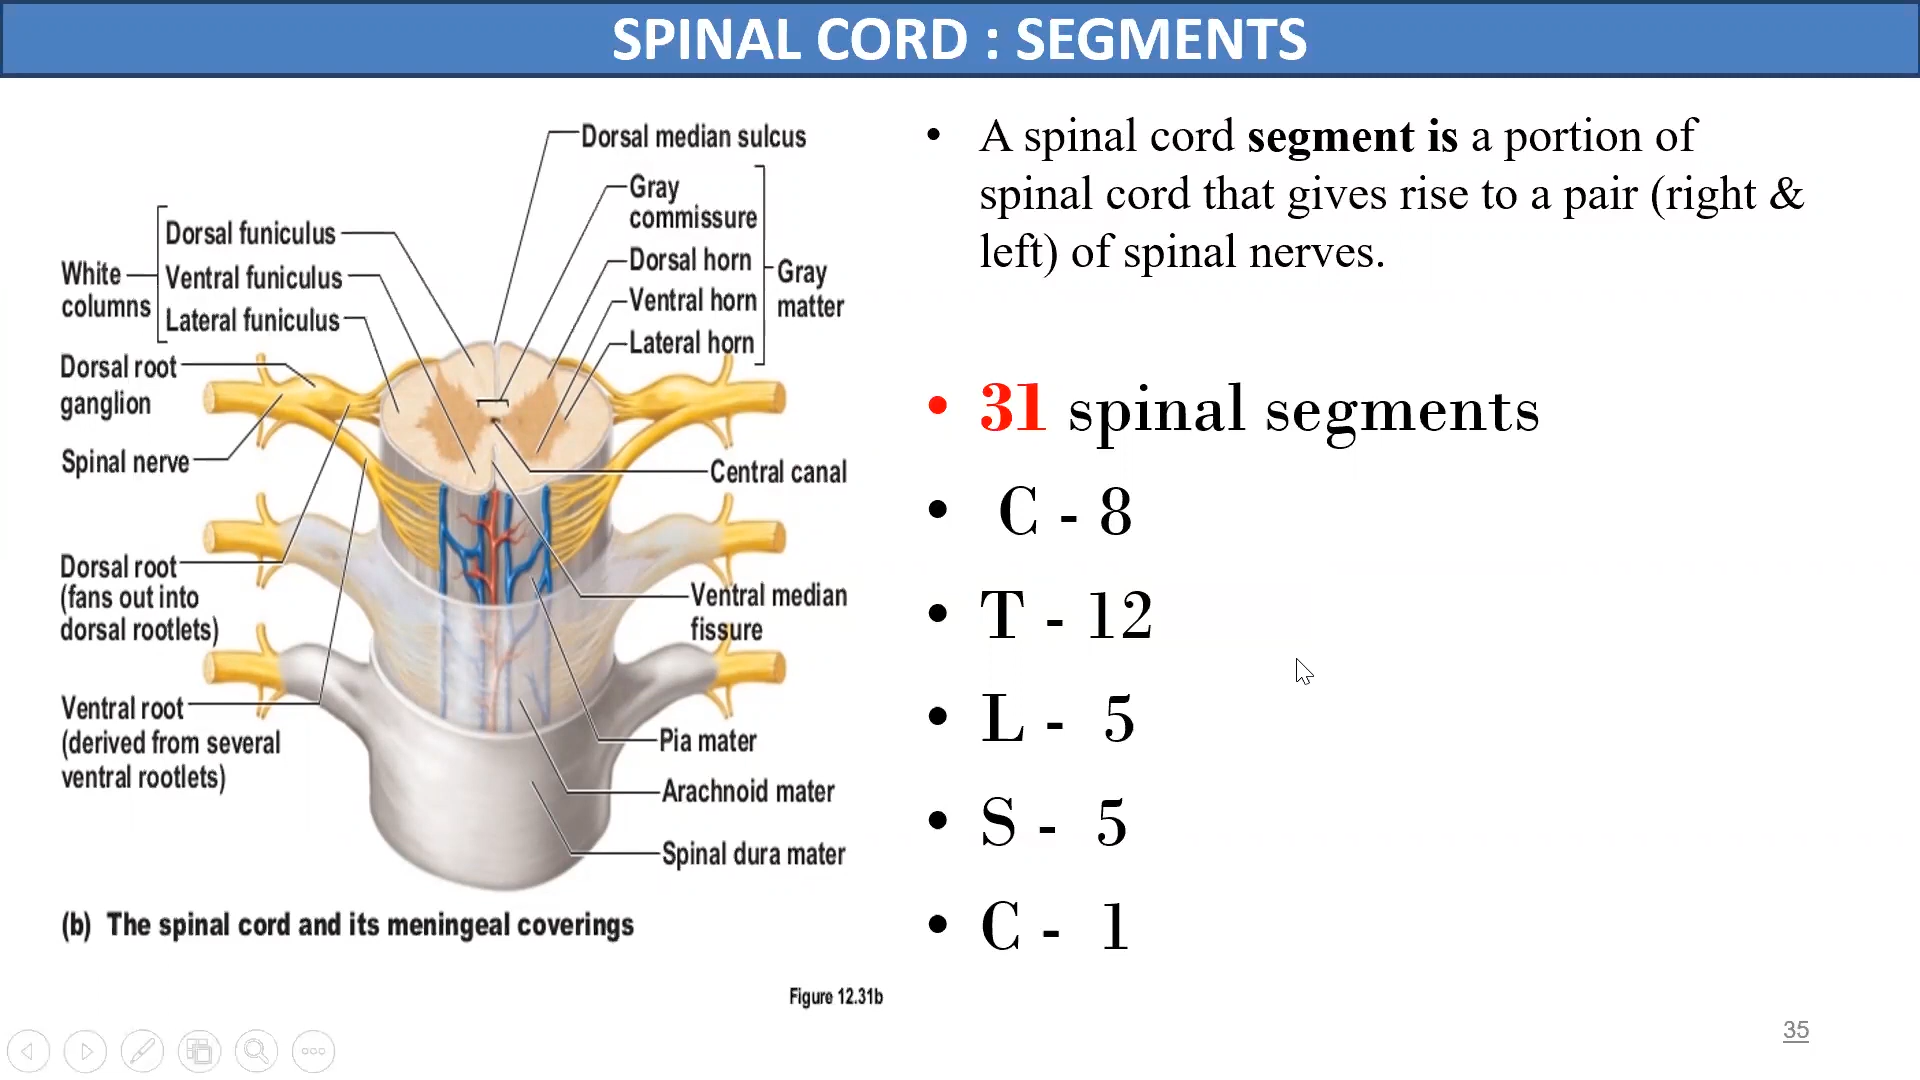 SPINAL CORD : SEGMENTS
Dorsal median sulcus
Gray
commissure
Dorsal horn
Ventral horn
Lateral horn
Gray
matter
White
columns
Dorsal funiculus
Ventral funiculus
Lateral funiculus
Dorsal root
ganglion
Spinal nerve
Central canal
Dorsal root
(fans out into
dorsal rootlets)
Ventral median
fissure
Ventral root
(derived from several
ventral rootlets)
Pia mater
Arachnoid mater
Spinal dura mater
(b) The spinal cord and its meningeal coverings
Figure 12.31b
• A spinal cord segment is a portion of
spinal cord that gives rise to a pair (right &
left) of spinal nerves.
• 31 spinal segments
• C - 8
• T - 12
• L - 5
• S - 5
• C - 1
35